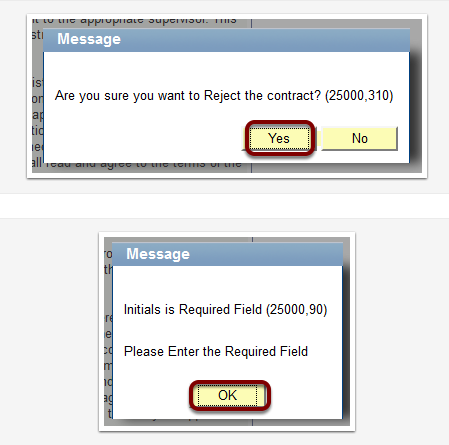 it to the appropriate supervisor. This
Message
Are you sure you want to Reject the contract? (25000,310)
Yes No
all read and agree to the terms of the
Message
Initials is Required Field (25000,90)
Please Enter the Required Field
OK